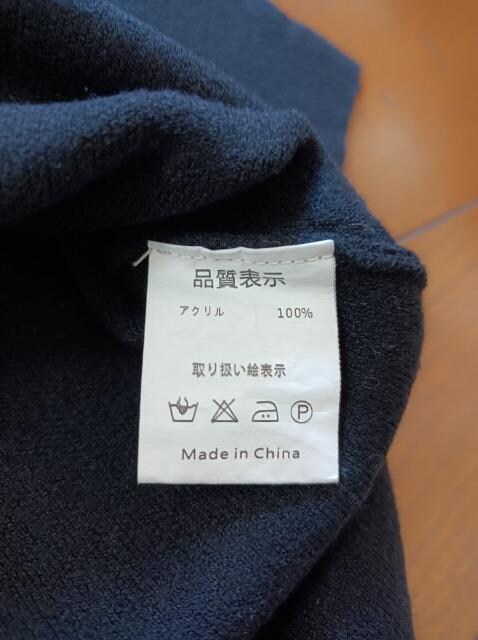 品質表示
アクリル 100%
取り扱い絵表示
P
Made in China